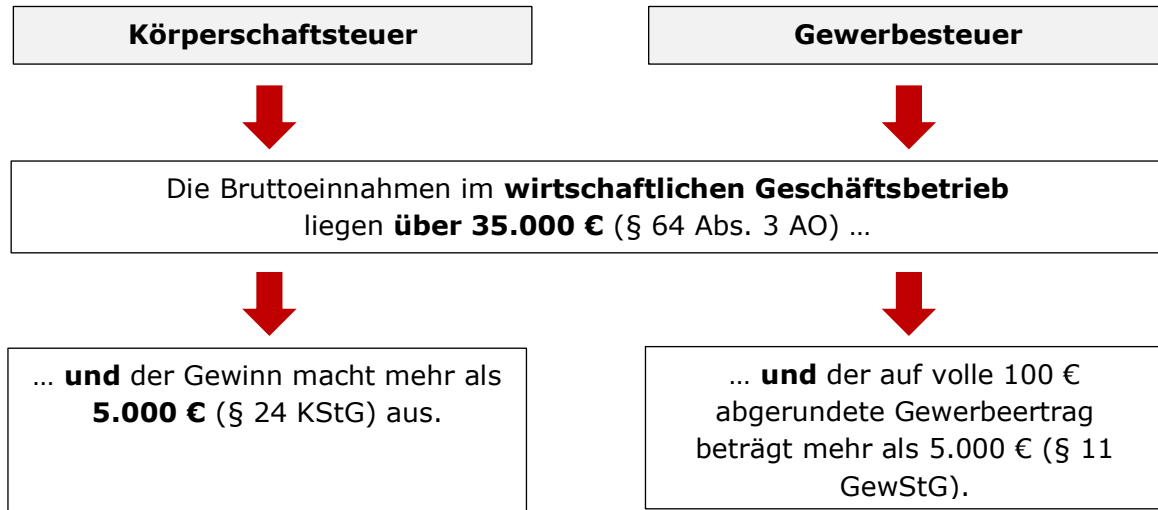 Körperschaftsteuer
Gewerbesteuer
Die Bruttoeinnahmen im wirtschaftlichen Geschäftsbetrieb
liegen über 35.000 € (§ 64 Abs. 3 AO) …
… und der Gewinn macht mehr als
5.000 € (§ 24 KStG) aus.
… und der auf volle 100 €
abgerundete Gewerbeertrag
beträgt mehr als 5.000 € (§ 11
GewStG).